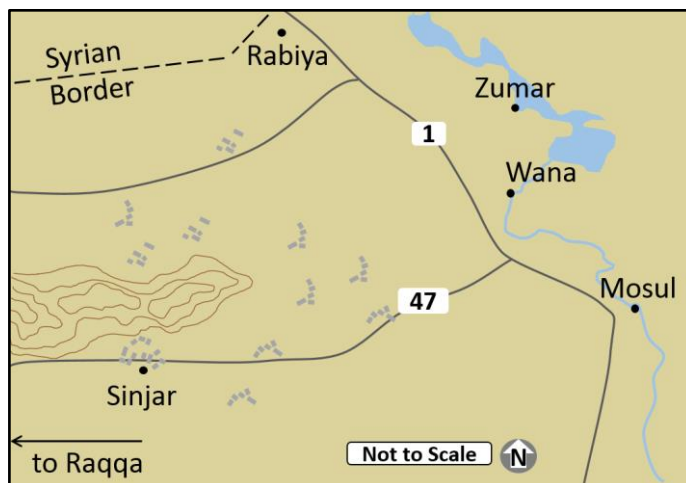 Syrian
Border
Rabiya
Zumar
1
Wana
47
Mosul
Sinjar
to Raqqa
Not to Scale
N